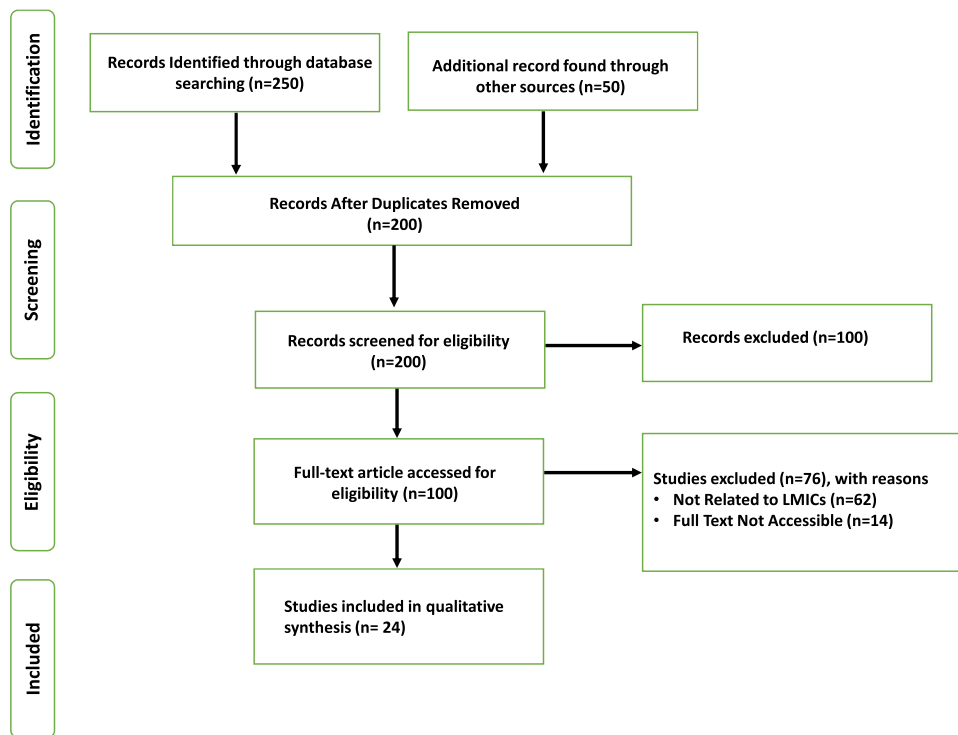 Identification
Records Identified through database
searching (n=250)
Additional record found through
other sources (n=50)
Records After Duplicates Removed
(n=200)
Screening
Records screened for eligibility
(n=200)
Records excluded (n=100)
Eligibility
Full-text article accessed for
eligibility (n=100)
Studies excluded (n=76), with reasons
• Not Related to LMICs (n=62)
• Full Text Not Accessible (n=14)
Included
Studies included in qualitative
synthesis (n= 24)